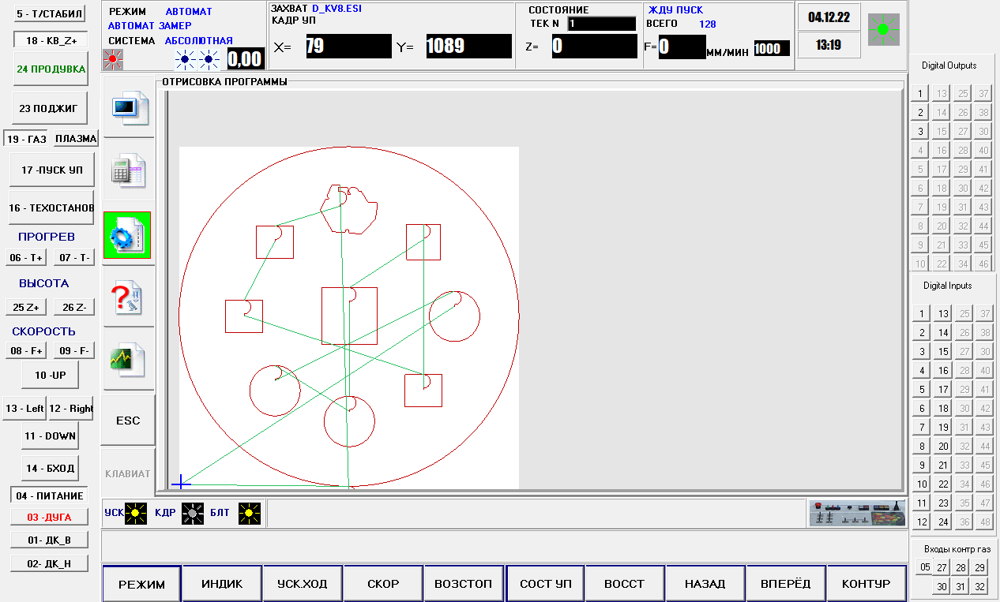 5 - Т/СТАБИЛ
18 - KB_Z+
24 ПРОДУВКА
23 ПОДЖИГ
19 - ГАЗ ПЛАЗМА
17 -ПУСК УП
16 - ТЕХОСТАНОВ
ПРОГРЕВ
06 - T+ 07 - T-
ВЫСОТА
25 Z+ 26 Z-
СКОРОСТЬ
08 - F+ 09 - F-
10 -UP
13 - Left 12 - Right
11 - DOWN
14 - БХОД
04 - ПИТАНИЕ
03 -ДУГА
01- ДК_В
02- ДК_Н
РЕЖИМ АВТОМАТ
АВТОМАТ ЗАМЕР
СИСТЕМА АБСОЛЮТНАЯ
0,00
ЗАХВАТ D_KV8.ESI
КАДР УП
X= 79 Y= 1089
СОСТОЯНИЕ
ТЕК N 1
Z= 0
ЖДУ ПУСК
ВСЕГО 128
F= 0 ММ/МИН 1000
04.12.22
13:19
ОТРИСОВКА ПРОГРАММЫ
ESC
КЛАВИАТ
УСК КДР БЛТ
РЕЖИМ ИНДИК УСК.ХОД СКОР ВОЗСТОП СОСТ УП ВОССТ НАЗАД ВПЕРЁД КОНТУР
Digital Outputs
1 13 25 37
2 14 26 38
3 15 27 30
4 16 28 40
5 17 29 41
6 18 30 42
7 19 31 43
8 20 32 44
9 21 33 45
10 22 34 46
Digital Inputs
1 13 25 37
2 14 26 38
3 15 27 30
4 16 28 40
5 17 29 41
6 18 30 42
7 19 31 43
8 20 32 44
9 21 33 45
10 22 34 46
11 23 35 47
12 24 36 48
Входы контр газ
05 27 28 29
30 31 32